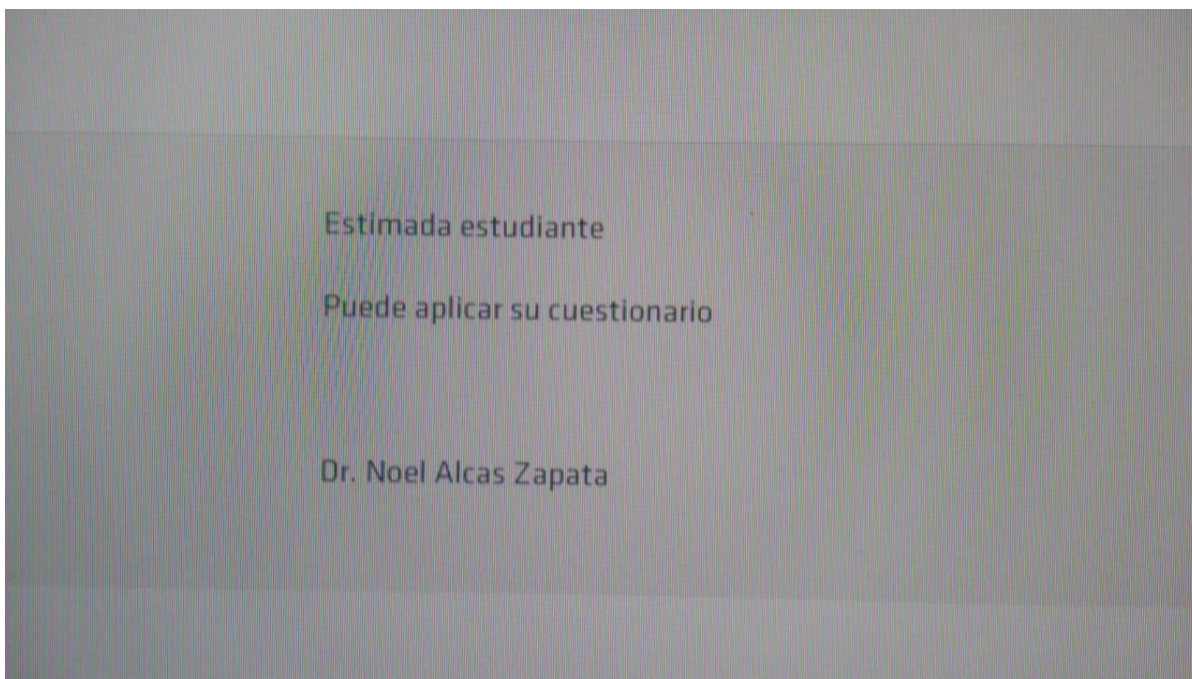 Estimada estudiante
Puede aplicar su cuestionario
Dr. Noel Alcas Zapata